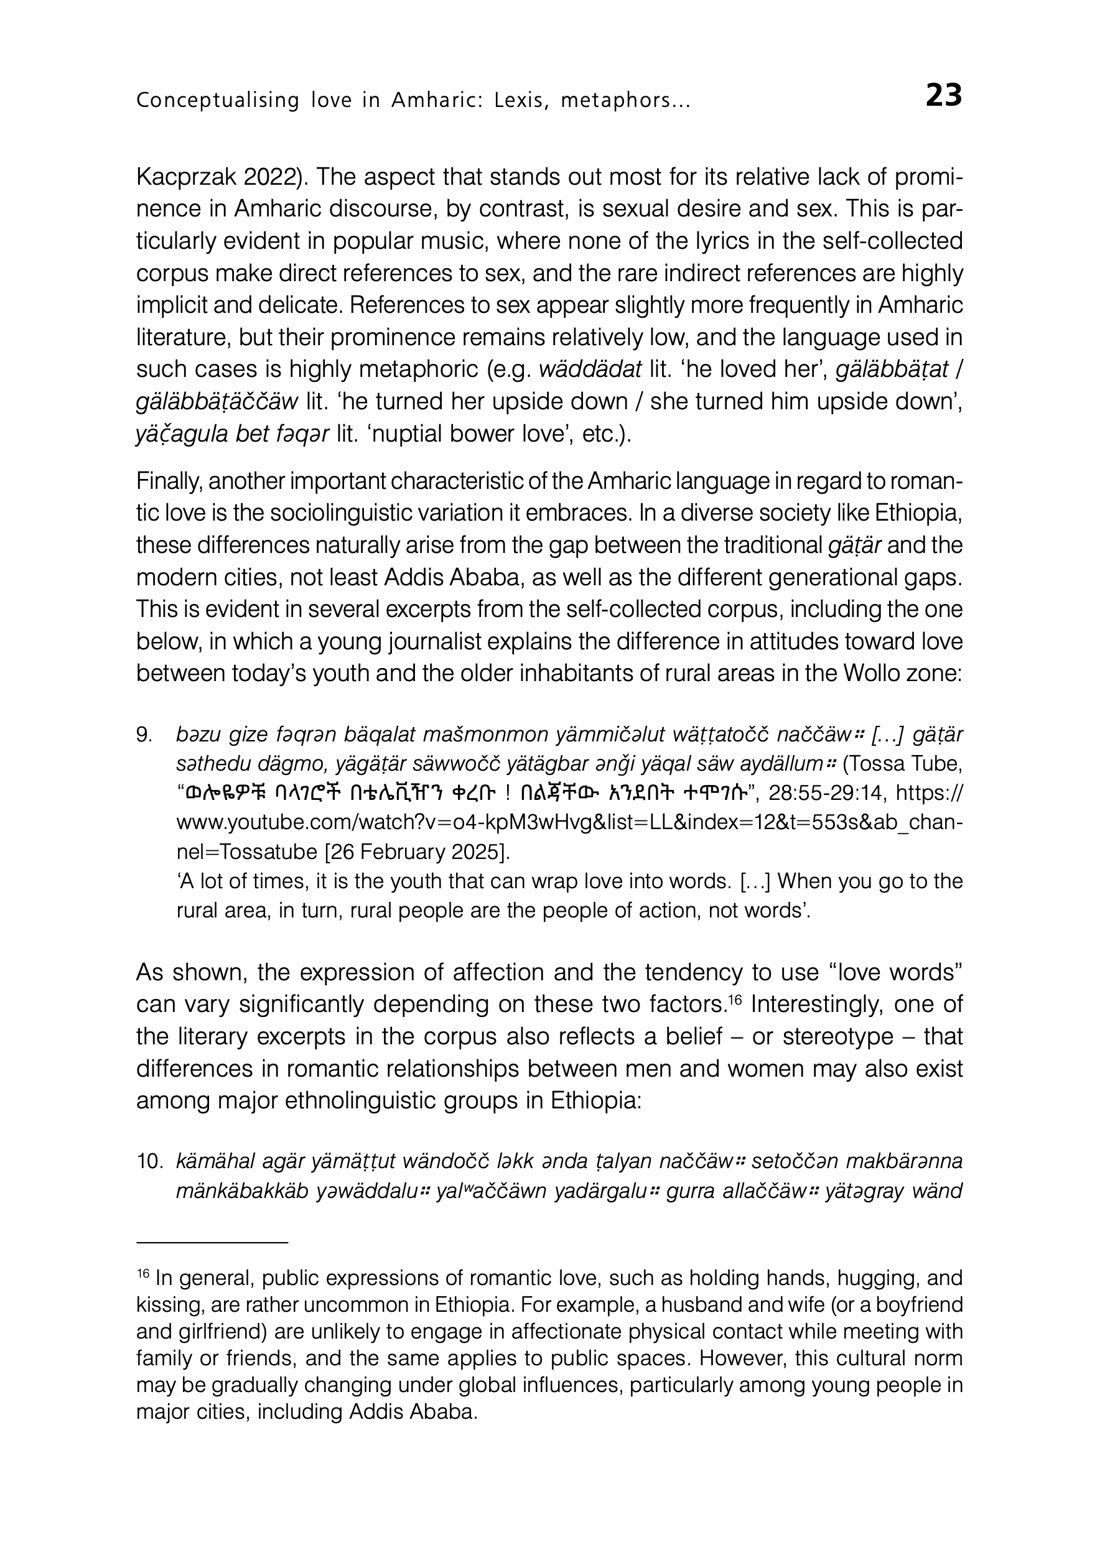 Conceptualising love in Amharic: Lexis, metaphors...
23
Kacprzak 2022). The aspect that stands out most for its relative lack of promi-
nence in Amharic discourse, by contrast, is sexual desire and sex. This is par-
ticularly evident in popular music, where none of the lyrics in the self-collected
corpus make direct references to sex, and the rare indirect references are highly
implicit and delicate. References to sex appear slightly more frequently in Amharic
literature, but their prominence remains relatively low, and the language used in
such cases is highly metaphoric (e.g. wäddädat lit. ‘he loved her’, gäläbbäṭat /
gäläbbäṭäččäw lit. ‘he turned her upside down / she turned him upside down’,
yäč̣agula bet fəqər lit. ‘nuptial bower love’, etc.).
Finally, another important characteristic of the Amharic language in regard to roman-
tic love is the sociolinguistic variation it embraces. In a diverse society like Ethiopia,
these differences naturally arise from the gap between the traditional gäṭär and the
modern cities, not least Addis Ababa, as well as the different generational gaps.
This is evident in several excerpts from the self-collected corpus, including the one
below, in which a young journalist explains the difference in attitudes toward love
between today’s youth and the older inhabitants of rural areas in the Wollo zone:
9. bəzu gize fəqrən bäqalat mašmonmon yämmičəlut wäṭṭatočč naččäw። [...] gäṭär
səthedu dägmo, yägäṭär säwwočč yätägbar ənǧi yäqal säw aydällum። (Tossa Tube,
“ወሎዬዎቹ ባላገሮች በቴሌቪዥን ቀረቡ ! በልጃቸው አንደበት ተሞገሱ”, 28:55-29:14, https://
www.youtube.com/watch?v=o4-kpM3wHvg&list=LL&index=12&t=553s&ab_chan-
nel=Tossatube [26 February 2025].
‘A lot of times, it is the youth that can wrap love into words. [...] When you go to the
rural area, in turn, rural people are the people of action, not words’.
As shown, the expression of affection and the tendency to use “love words”
can vary significantly depending on these two factors.¹⁶ Interestingly, one of
the literary excerpts in the corpus also reflects a belief – or stereotype – that
differences in romantic relationships between men and women may also exist
among major ethnolinguistic groups in Ethiopia:
10. kämähal agär yämäṭṭut wändočč ləkk ənda ṭalyan naččäw። setoččən makbärənna
mänkäbakkäb yəwäddalu። yalʷaččäwn yadärgalu። gurra allaččäw። yätəgray wänd
¹⁶ In general, public expressions of romantic love, such as holding hands, hugging, and
kissing, are rather uncommon in Ethiopia. For example, a husband and wife (or a boyfriend
and girlfriend) are unlikely to engage in affectionate physical contact while meeting with
family or friends, and the same applies to public spaces. However, this cultural norm
may be gradually changing under global influences, particularly among young people in
major cities, including Addis Ababa.